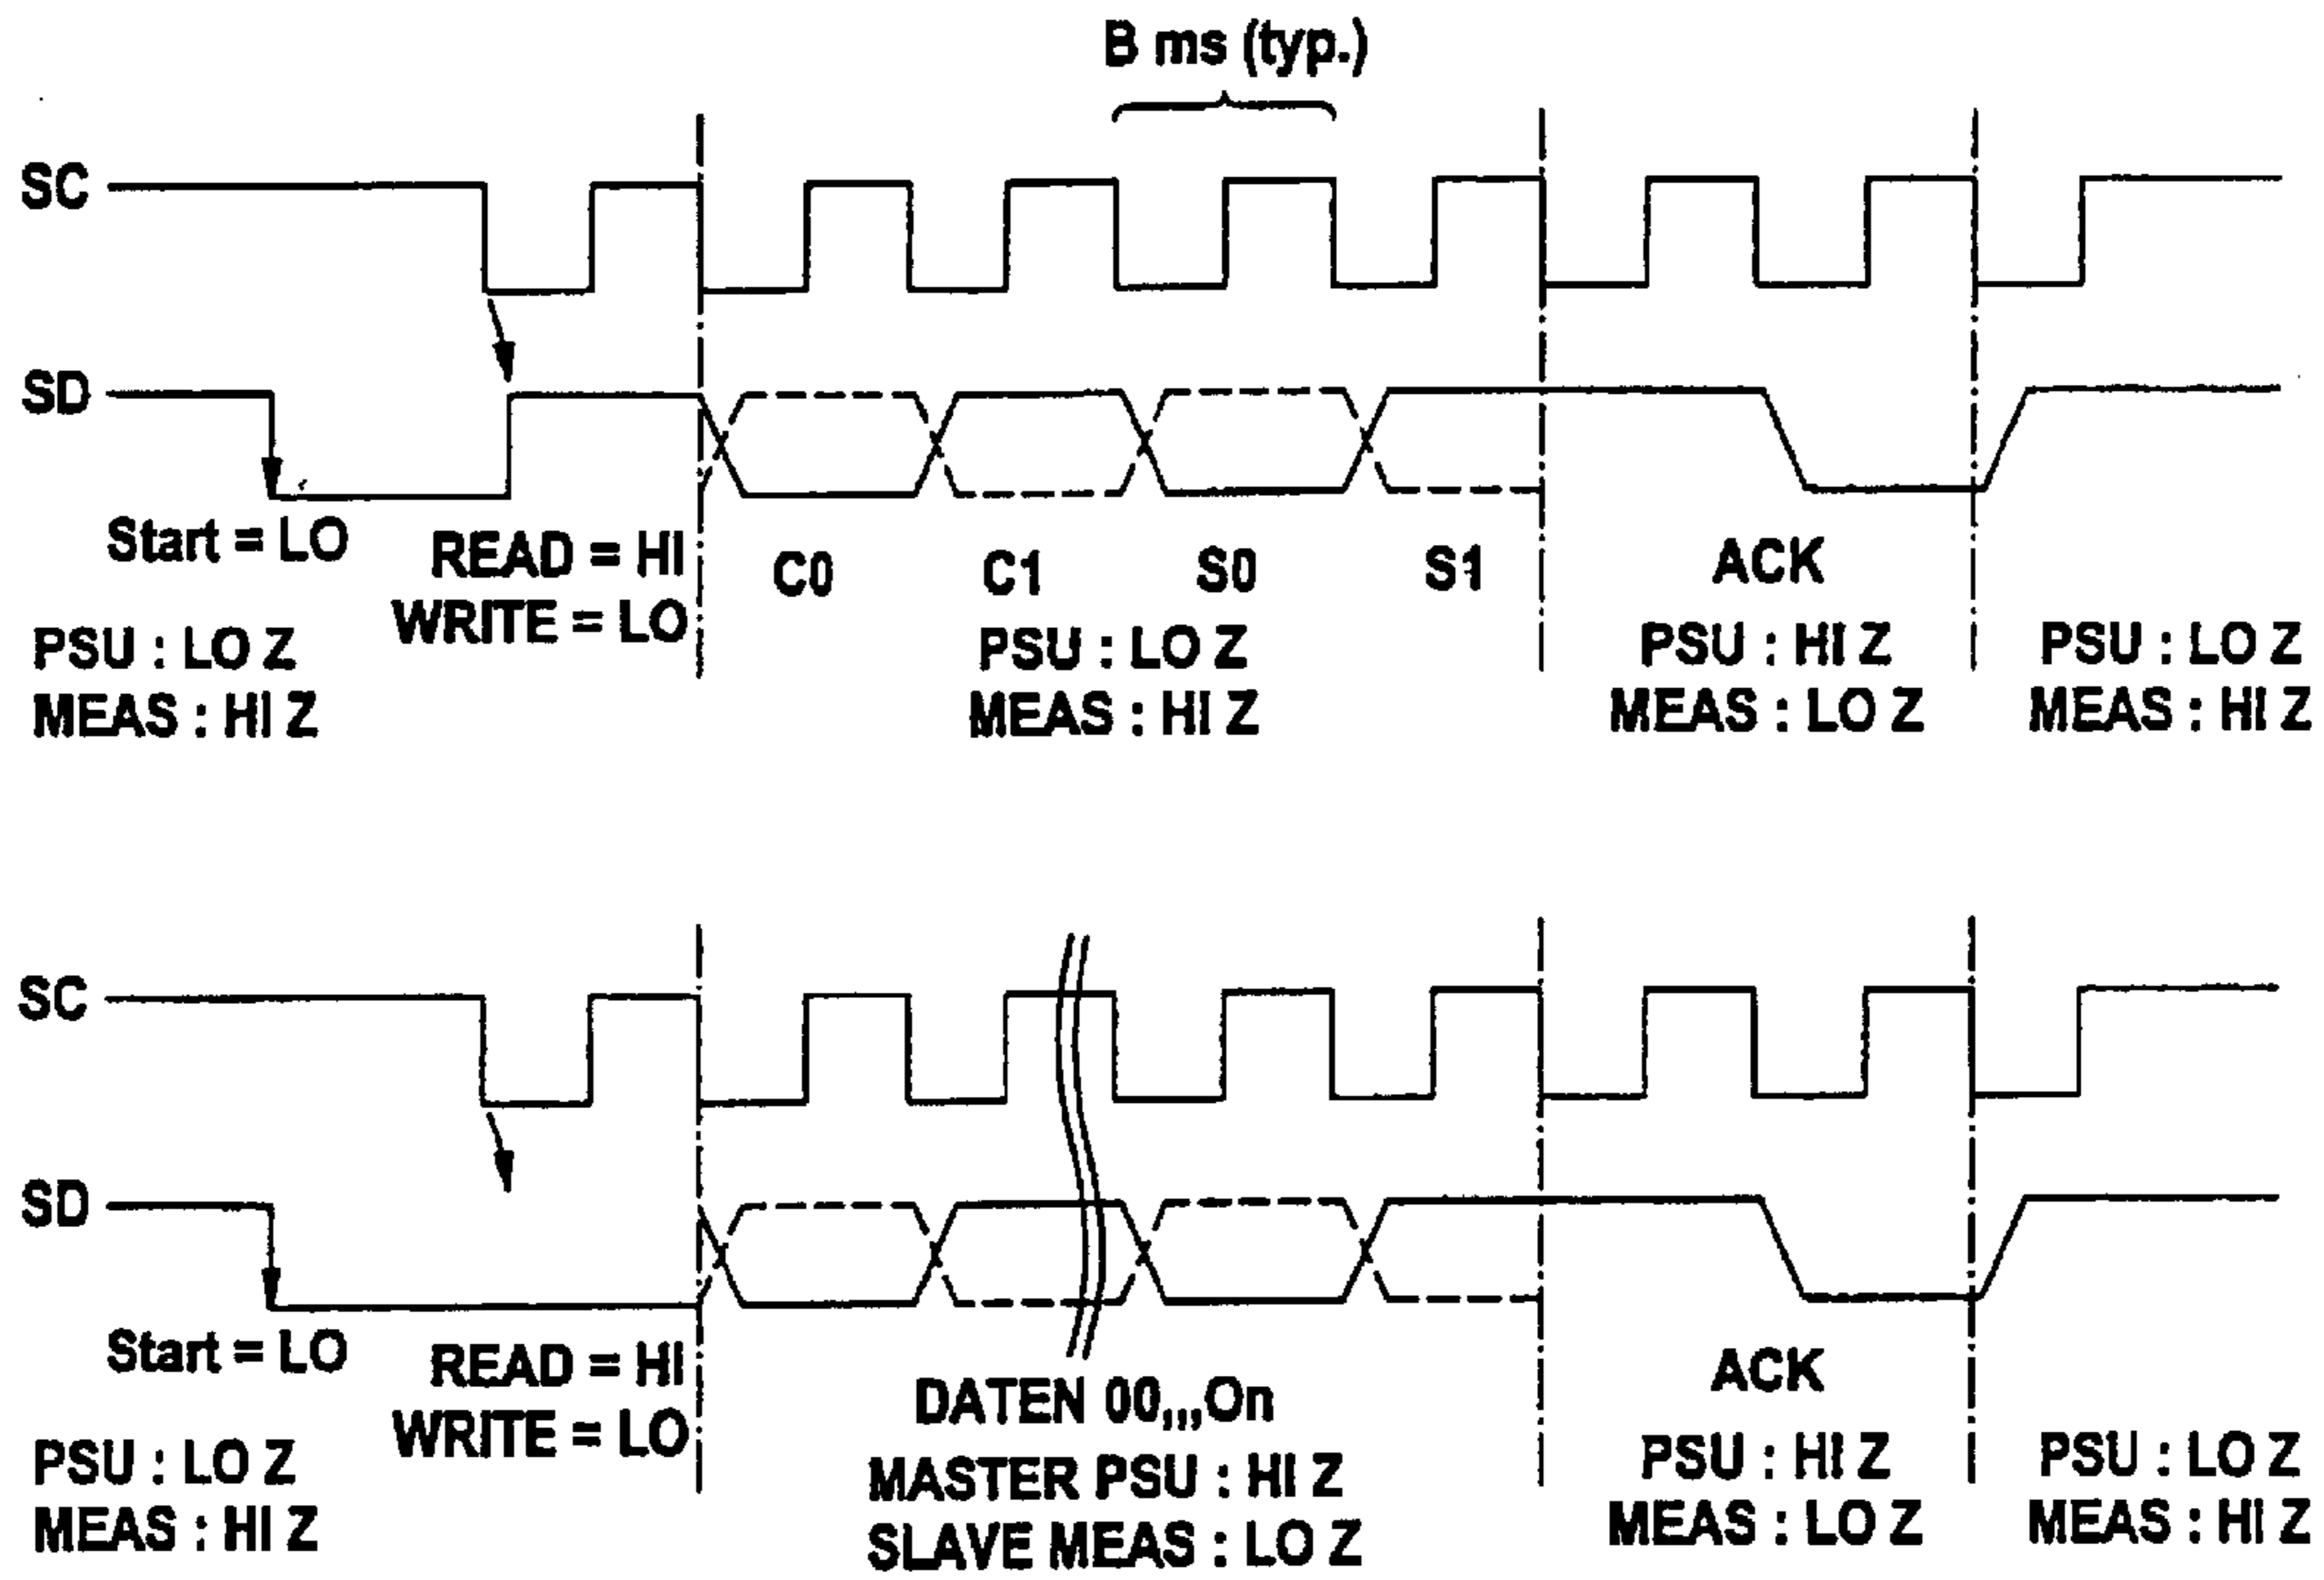 B ms (typ.)
SC
SD
Start = LO
READ = HI
WRITE = LO
C0
C1
S0
S1
ACK
PSU : LO Z
MEAS : HI Z
PSU : LO Z
MEAS : HI Z
PSU : HI Z
MEAS : LO Z
PSU : LO Z
MEAS : HI Z
SC
SD
Start = LO
READ = HI
WRITE = LO
DATEN 00,,,On
ACK
PSU : LO Z
MEAS : HI Z
MASTER PSU : HI Z
SLAVE MEAS : LO Z
PSU : HI Z
MEAS : LO Z
PSU : LO Z
MEAS : HI Z